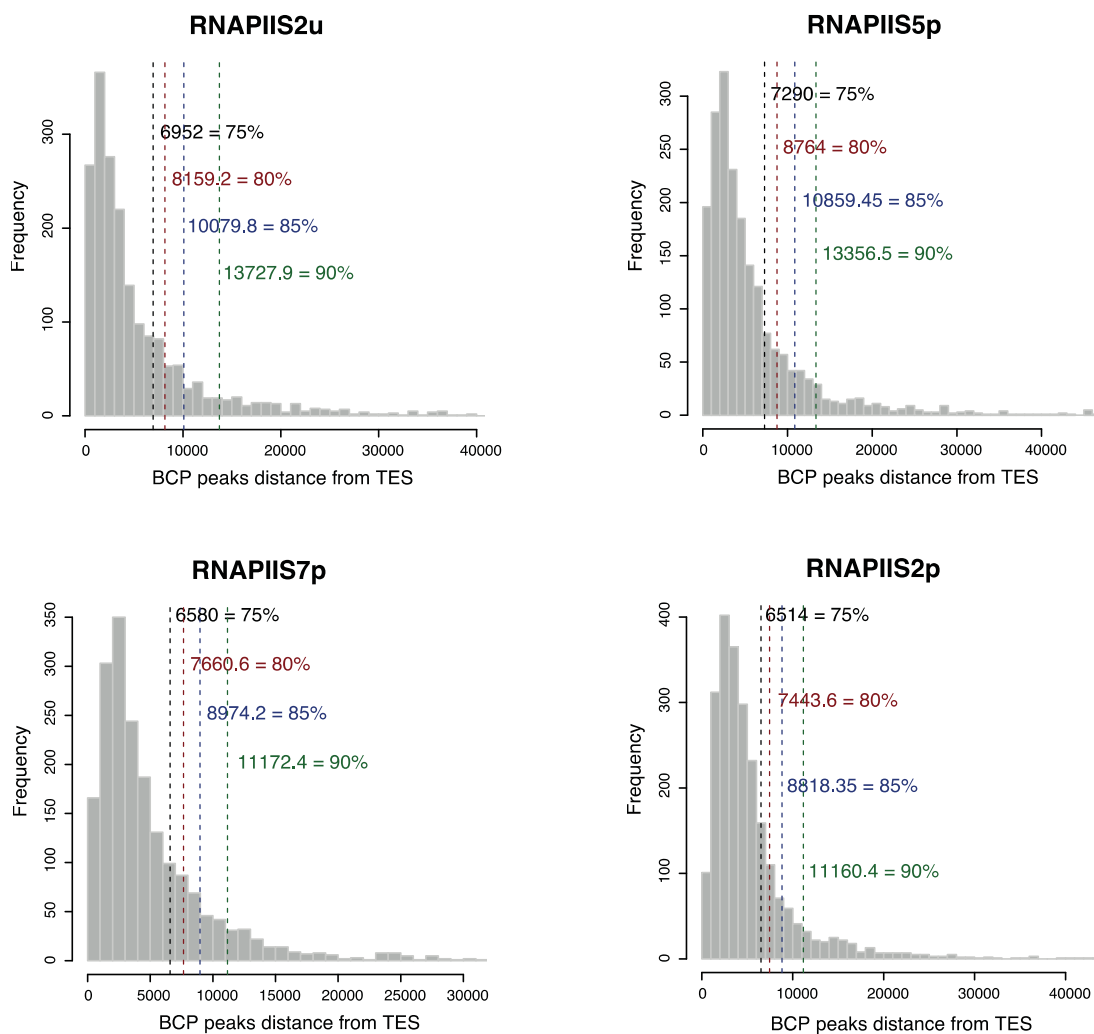 RNAPIIS2u
Frequency
0 100 200 300
6952 = 75%
8159.2 = 80%
10079.8 = 85%
13727.9 = 90%
0 10000 20000 30000 40000
BCP peaks distance from TES
RNAPIIS5p
Frequency
0 50 100 150 200 250 300
7290 = 75%
8764 = 80%
10859.45 = 85%
13356.5 = 90%
0 10000 20000 30000 40000
BCP peaks distance from TES
RNAPIIS7p
Frequency
0 50 100 150 200 250 300 350
6580 = 75%
7660.6 = 80%
8974.2 = 85%
11172.4 = 90%
0 5000 10000 15000 20000 25000 30000
BCP peaks distance from TES
RNAPIIS2p
Frequency
0 100 200 300 400
6514 = 75%
7443.6 = 80%
8818.35 = 85%
11160.4 = 90%
0 10000 20000 30000 40000
BCP peaks distance from TES